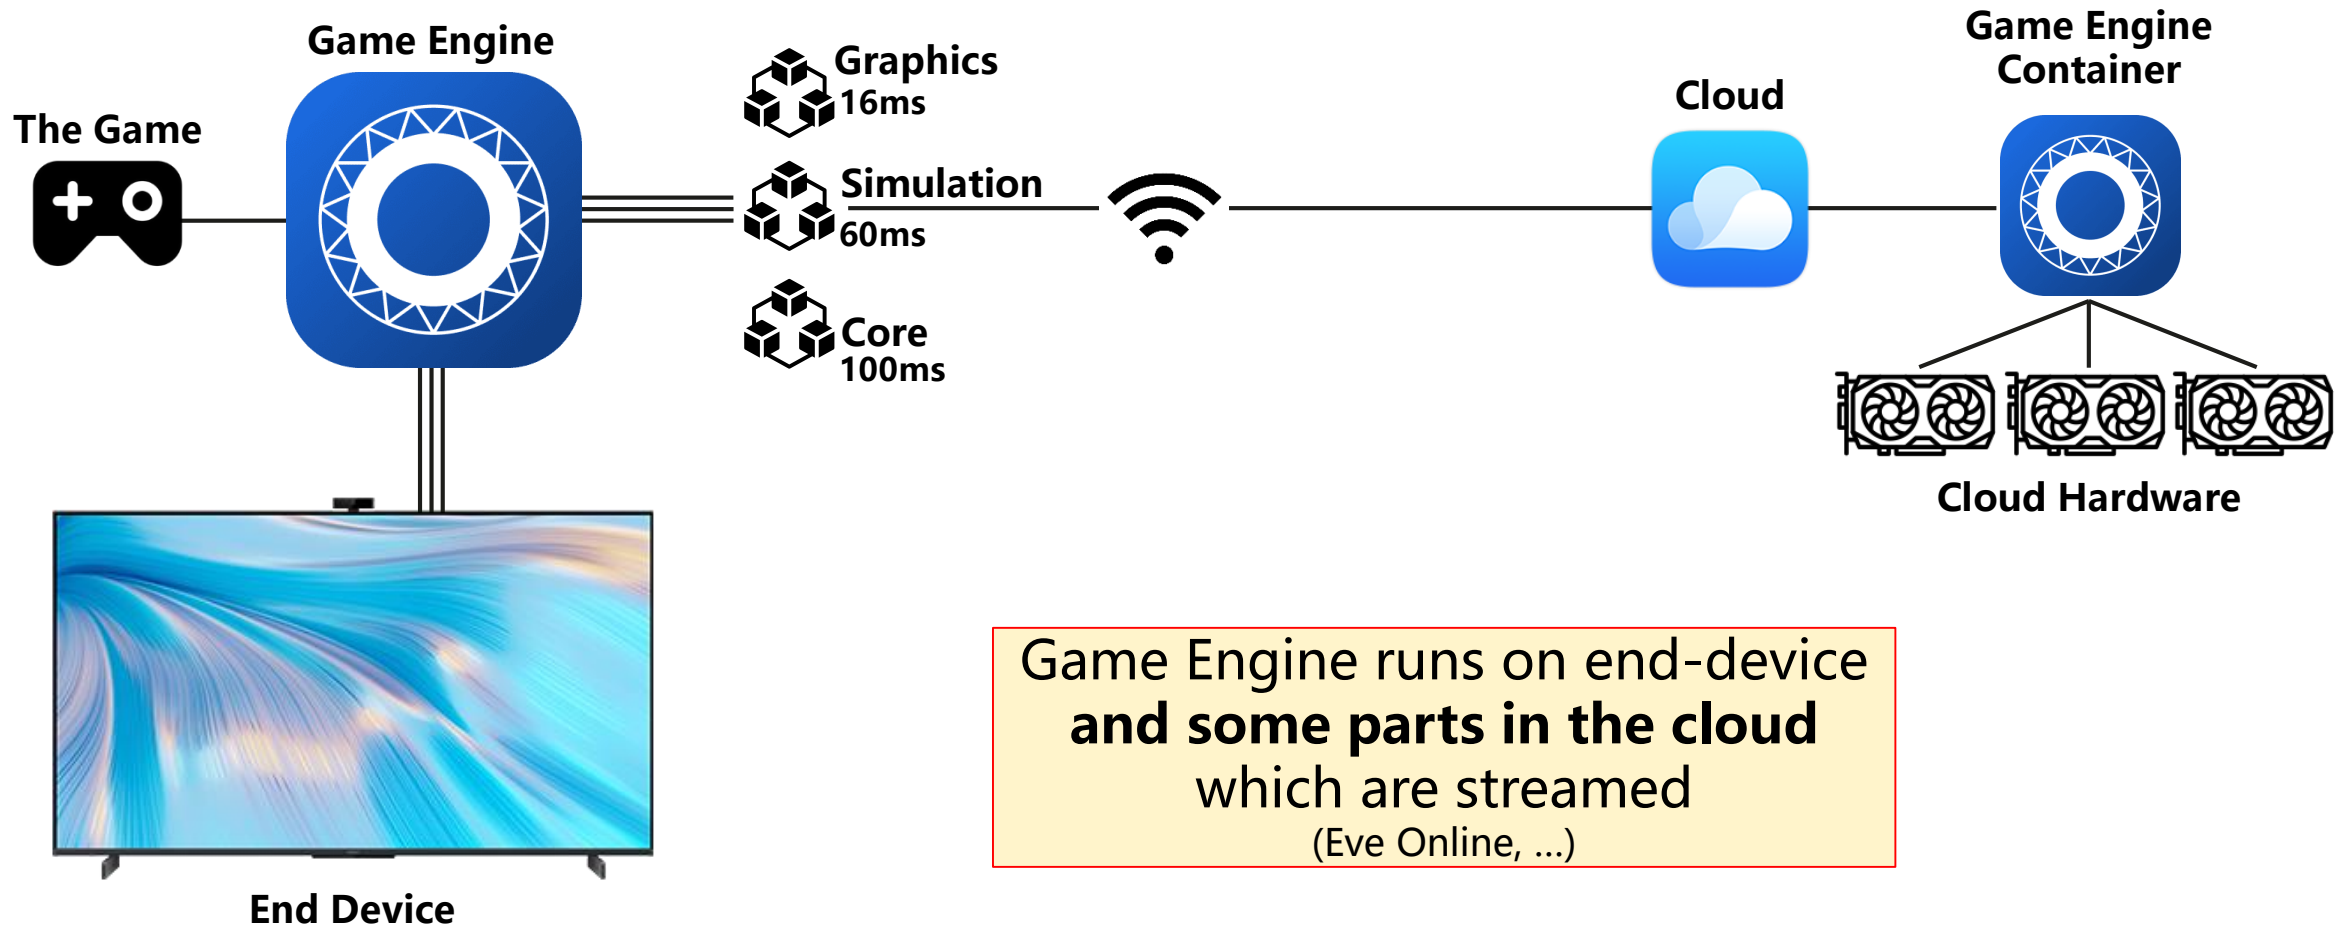 Game Engine
The Game
Graphics
16ms
Simulation
60ms
Core
100ms
Cloud
Game Engine
Container
Cloud Hardware
End Device
Game Engine runs on end-device
and some parts in the cloud
which are streamed
(Eve Online, ...)